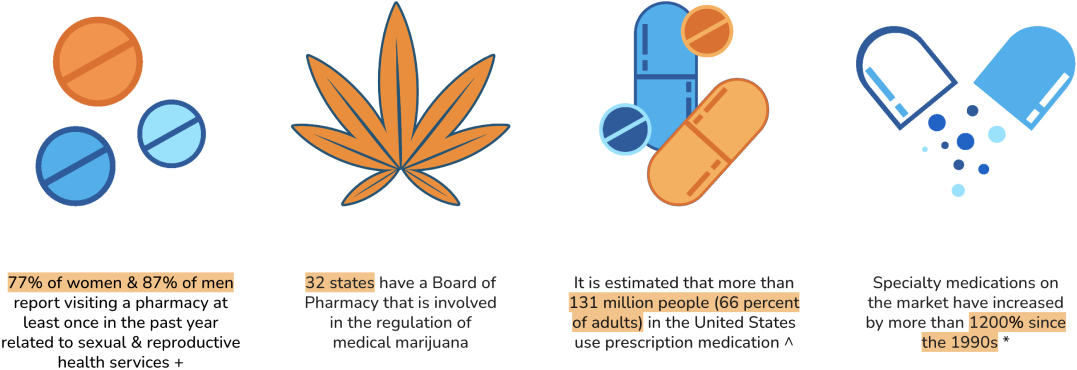 77% of women & 87% of men
report visiting a pharmacy at
least once in the past year
related to sexual & reproductive
health services +
32 states have a Board of
Pharmacy that is involved
in the regulation of
medical marijuana
It is estimated that more than
131 million people (66 percent
of adults) in the United States
use prescription medication ^
Specialty medications on
the market have increased
by more than 1200% since
the 1990s *